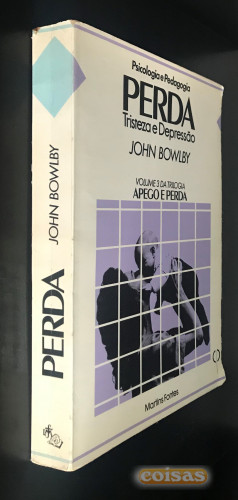 Psicologia e Pedagogia
PERDA
Tristeza e Depressão
JOHN BOWLBY
VOLUME 3 DA TRILOGIA
APEGO E PERDA
Martins Fontes
PERDA
JOHN BOWLBY
coisas